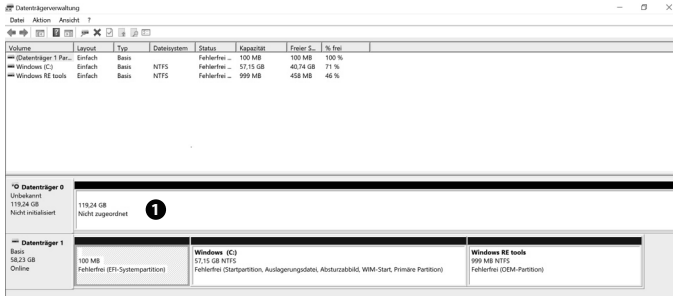 Datenträgerverwaltung
Datei Aktion Ansicht ?
Volume Layout Typ Dateisystem Status Kapazität Freier S... % frei
(Datenträger 1 Par... Einfach Basis Fehlerfrei ... 100 MB 100 MB 100 %
Windows (C:) Einfach Basis NTFS Fehlerfrei ... 57,15 GB 40,74 GB 71 %
Windows RE tools Einfach Basis NTFS Fehlerfrei ... 999 MB 458 MB 46 %
Datenträger 0
Unbekannt
119,24 GB
Nicht initialisiert
119,24 GB
Nicht zugeordnet
1
Datenträger 1
Basis
58,23 GB
Online
100 MB
Fehlerfrei (EFI-Systempartition)
Windows (C:)
57,15 GB NTFS
Fehlerfrei (Startpartition, Auslagerungsdatei, Absturzabbild, WIM-Start, Primäre Partition)
Windows RE tools
999 MB NTFS
Fehlerfrei (OEM-Partition)